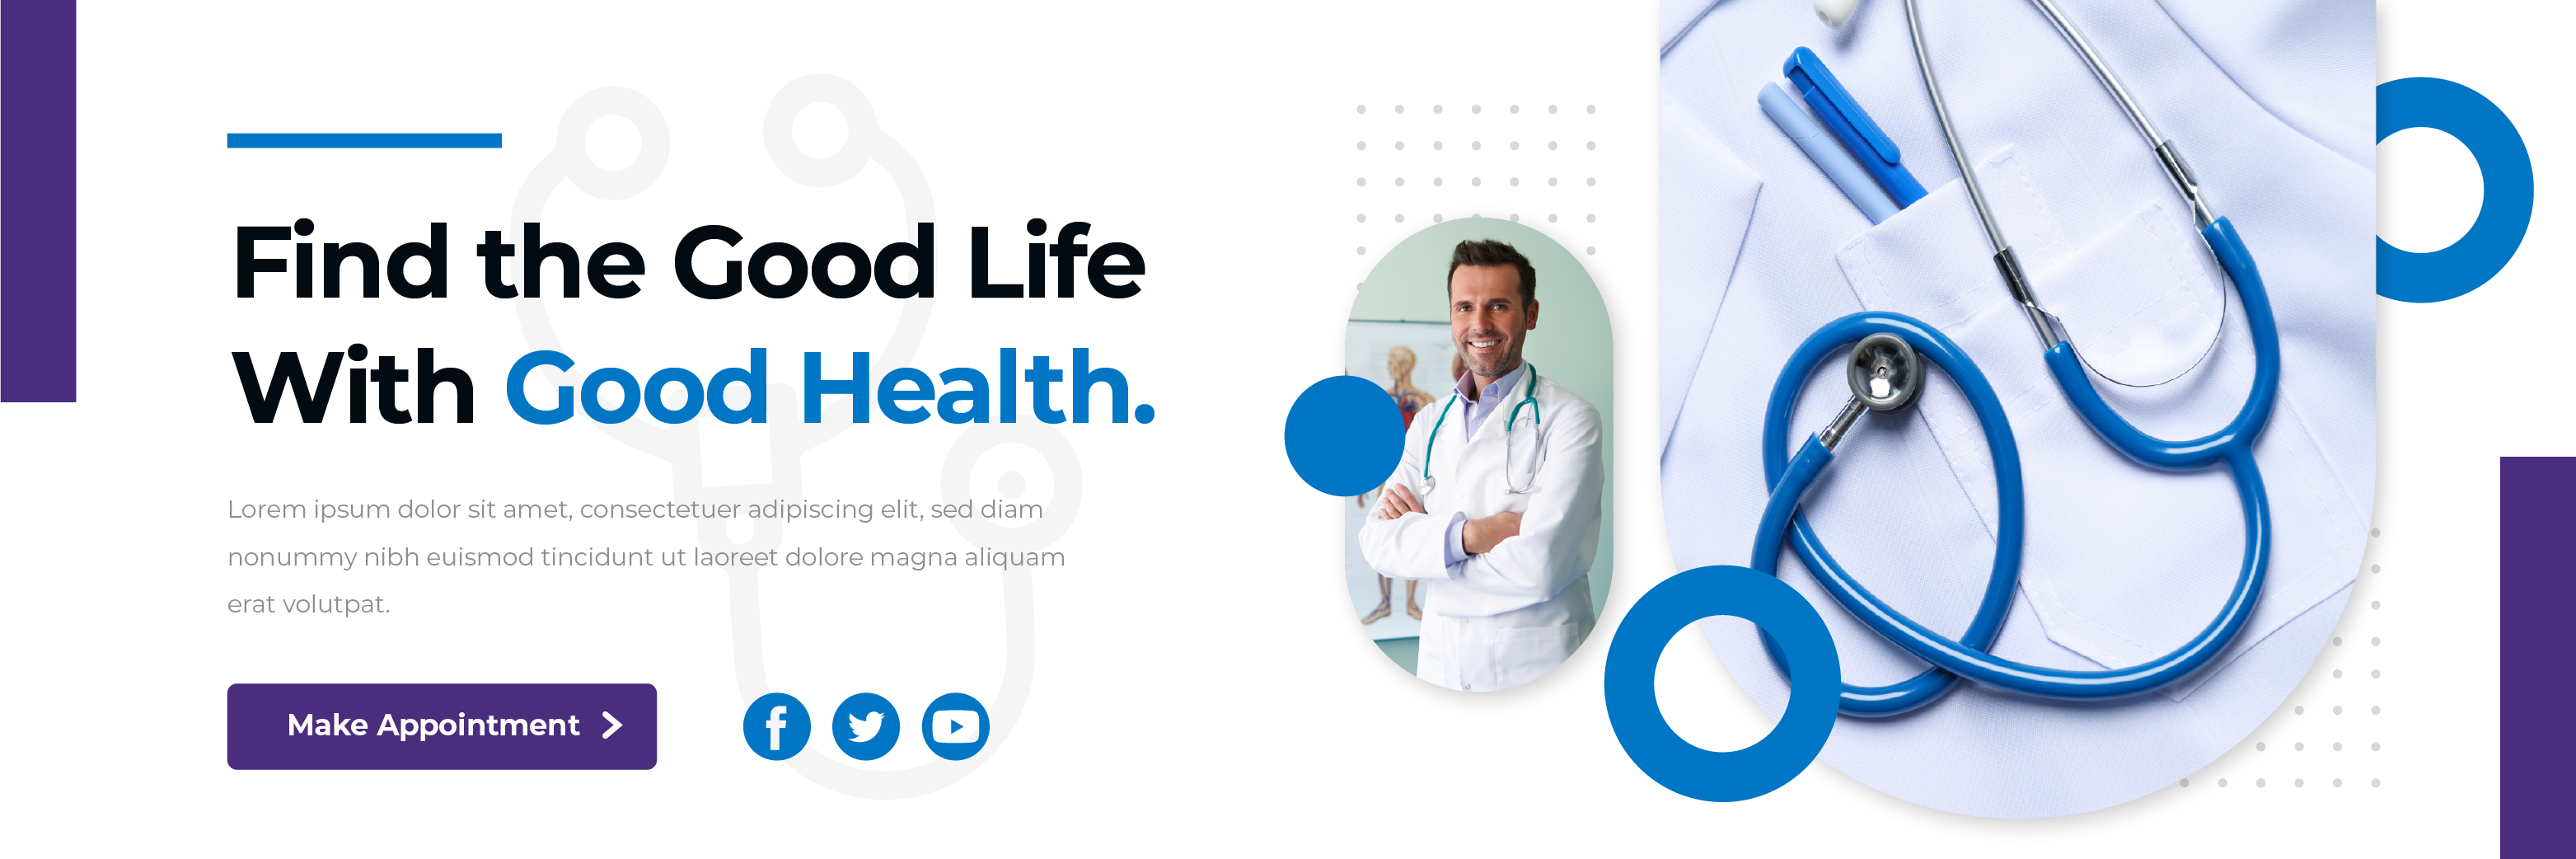 Find the Good Life
With Good Health.
Lorem ipsum dolor sit amet, consectetuer adipiscing elit, sed diam
nonummy nibh euismod tincidunt ut laoreet dolore magna aliquam
erat volutpat.
Make Appointment